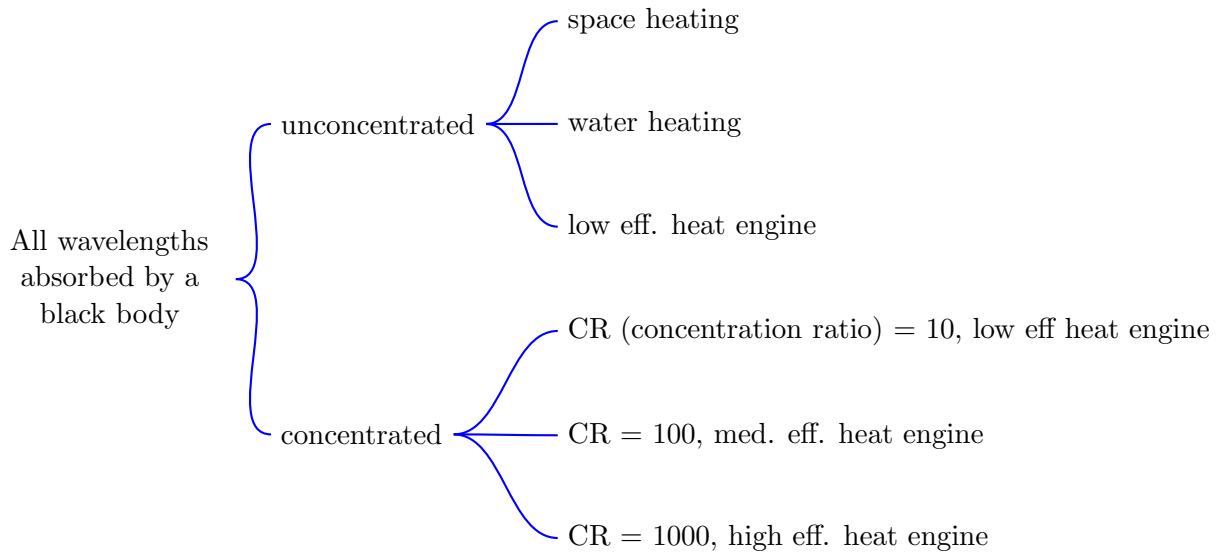 All wavelengths
absorbed by a
black body
unconcentrated
space heating
water heating
low eff. heat engine
concentrated
CR (concentration ratio) = 10, low eff heat engine
CR = 100, med. eff. heat engine
CR = 1000, high eff. heat engine